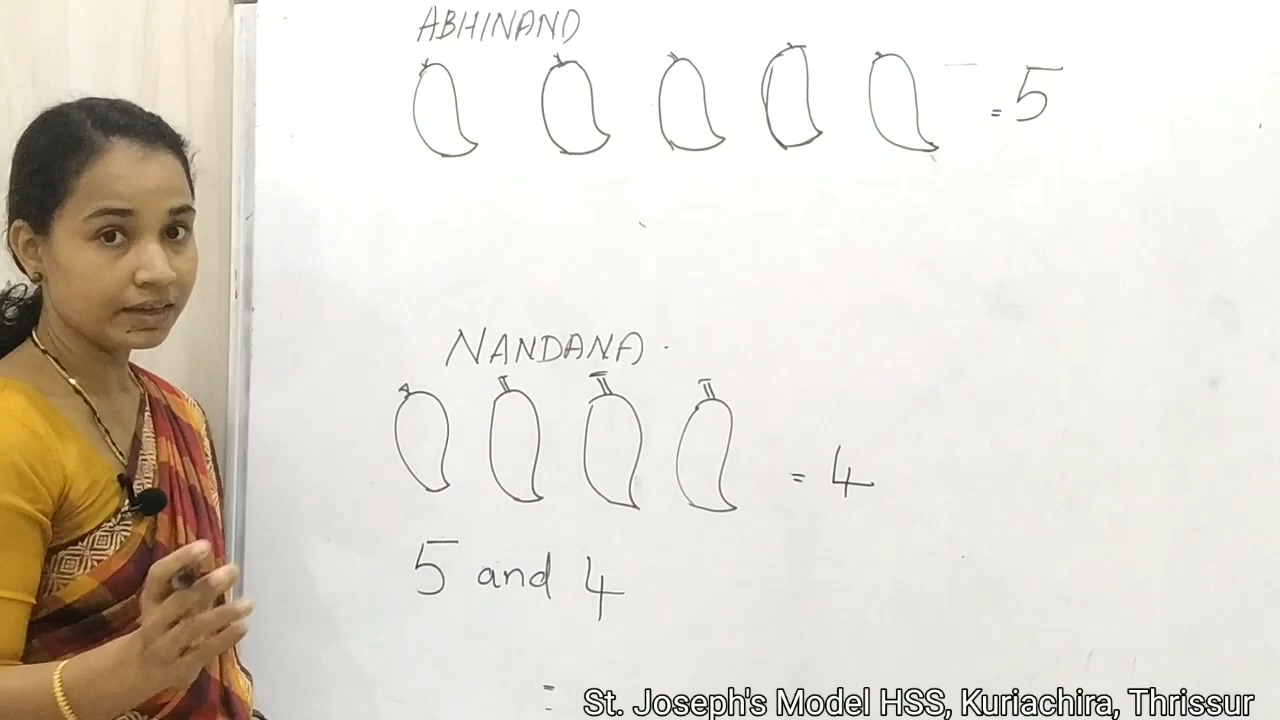 ABHINAND
= 5
NANDANA
= 4
5 and 4
=
St. Joseph's Model HSS, Kuriachira, Thrissur